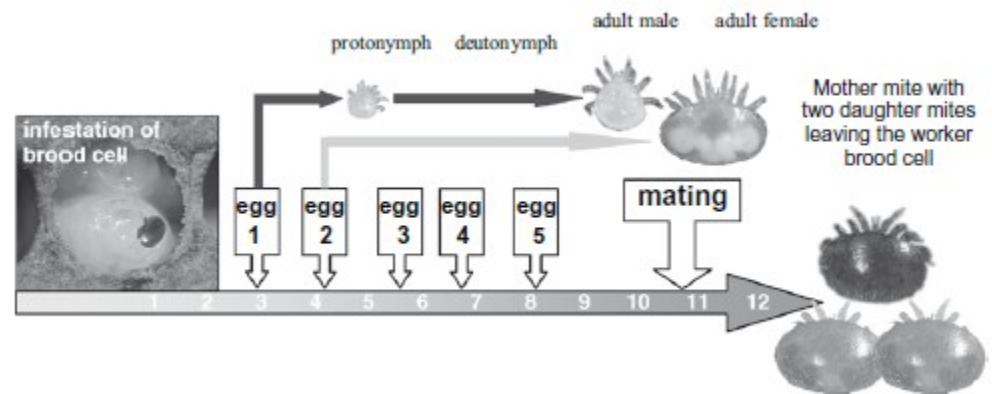 protonymph deutonymph adult male adult female
Mother mite with
two daughter mites
leaving the worker
brood cell
infestation of
brood cell
egg
1
egg
2
egg
3
egg
4
egg
5
mating
1 2 3 4 5 6 7 8 9 10 11 12